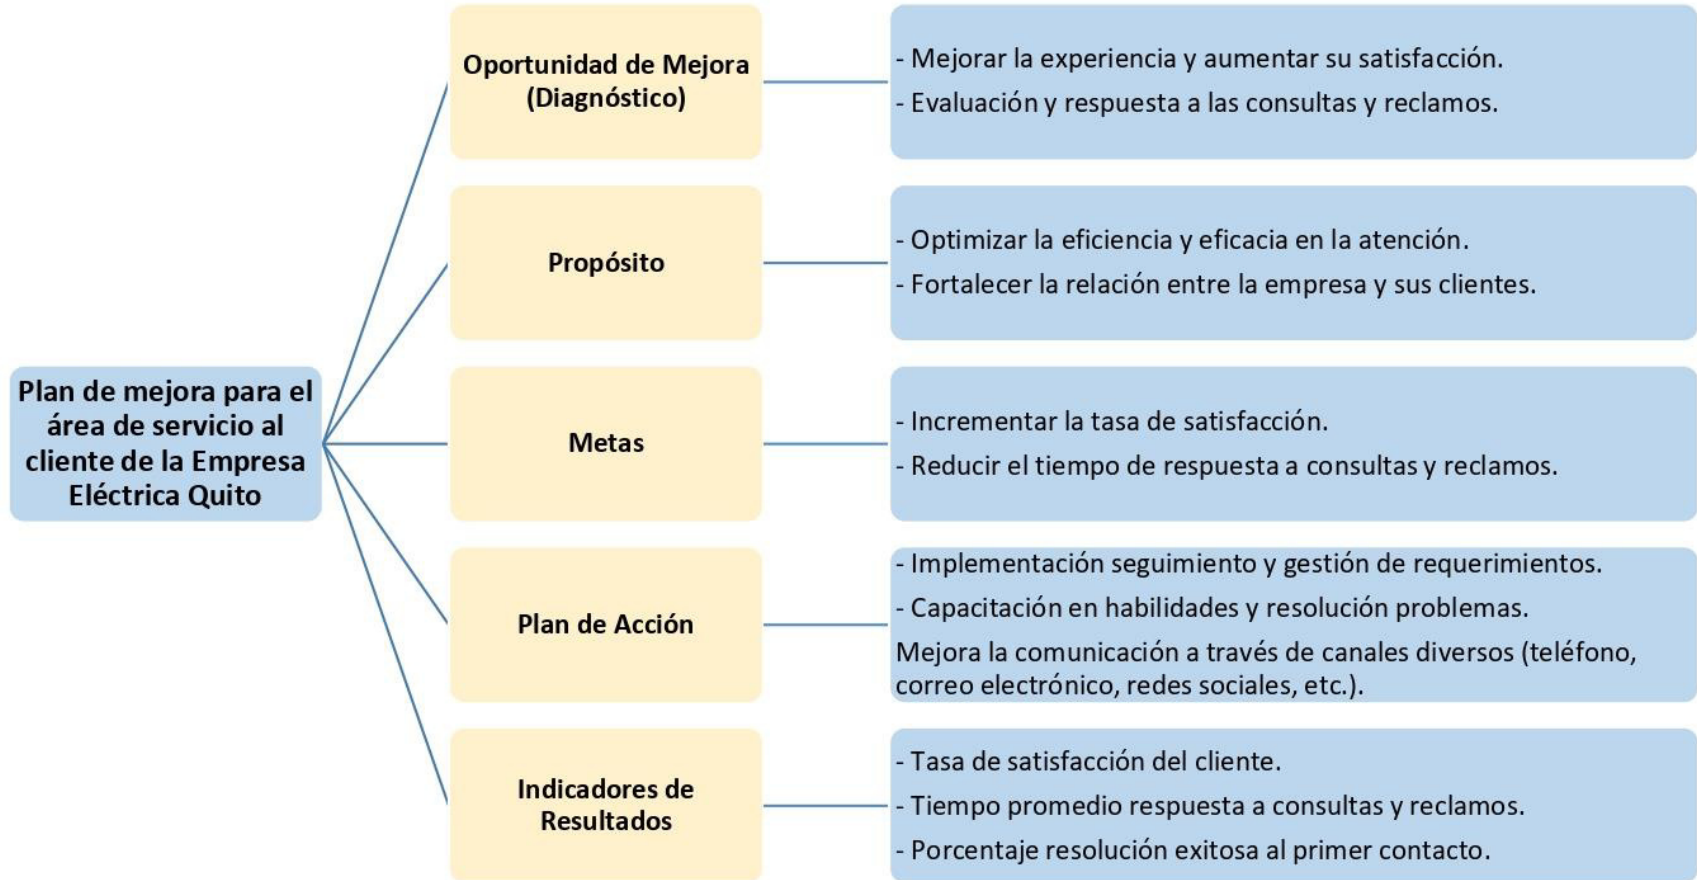 Plan de mejora para el
área de servicio al
cliente de la Empresa
Eléctrica Quito
Oportunidad de Mejora
(Diagnóstico)
- Mejorar la experiencia y aumentar su satisfacción.
- Evaluación y respuesta a las consultas y reclamos.
Propósito
- Optimizar la eficiencia y eficacia en la atención.
- Fortalecer la relación entre la empresa y sus clientes.
Metas
- Incrementar la tasa de satisfacción.
- Reducir el tiempo de respuesta a consultas y reclamos.
Plan de Acción
- Implementación seguimiento y gestión de requerimientos.
- Capacitación en habilidades y resolución problemas.
Mejora la comunicación a través de canales diversos (teléfono,
correo electrónico, redes sociales, etc.).
Indicadores de
Resultados
- Tasa de satisfacción del cliente.
- Tiempo promedio respuesta a consultas y reclamos.
- Porcentaje resolución exitosa al primer contacto.